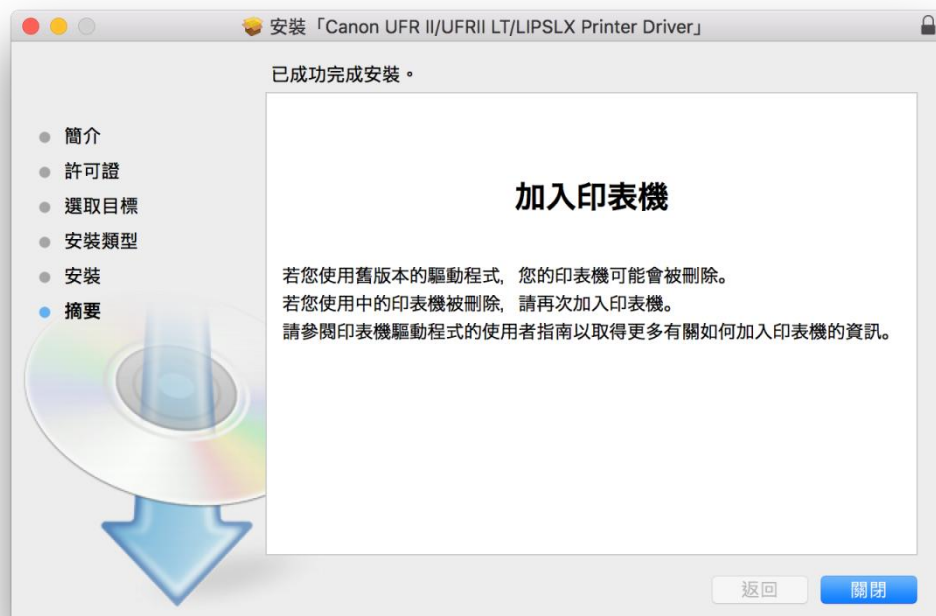 安裝「Canon UFR II/UFRII LT/LIPSLX Printer Driver」
已成功完成安裝。
簡介
許可證
選取目標
安裝類型
安裝
摘要
加入印表機
若您使用舊版本的驅動程式，您的印表機可能會被刪除。
若您使用中的印表機被刪除，請再次加入印表機。
請參閱印表機驅動程式的使用者指南以取得更多有關如何加入印表機的資訊。
返回
關閉